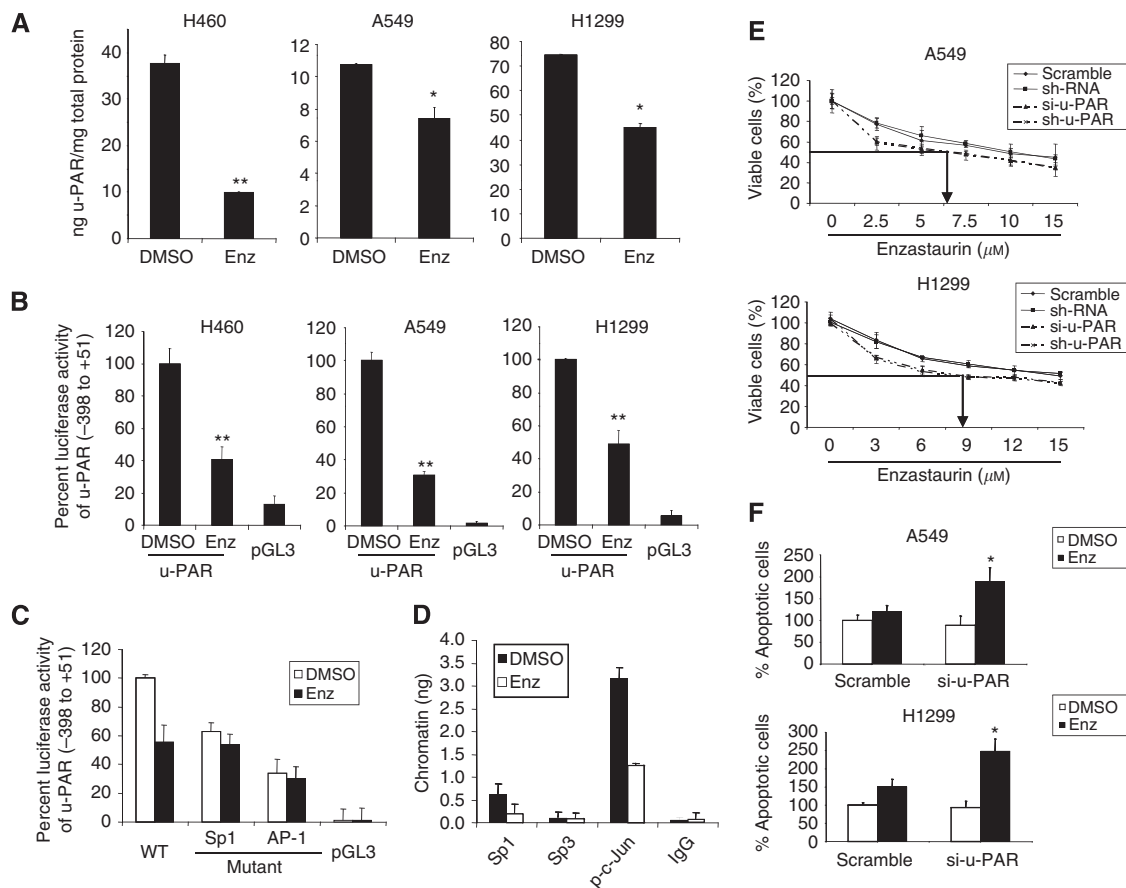 A
H460
A549
H1299
ng u-PAR/mg total protein
40
30
20
10
0
12
10
8
6
4
2
0
80
70
60
50
40
30
20
10
0
**
*
*
DMSO Enz
DMSO Enz
DMSO Enz
B
H460
A549
H1299
Percent luciferase activity
of u-PAR (–398 to +51)
120
100
80
60
40
20
0
120
100
80
60
40
20
0
120
100
80
60
40
20
0
**
**
**
DMSO Enz pGL3
u-PAR
DMSO Enz pGL3
u-PAR
DMSO Enz pGL3
u-PAR
C
Percent luciferase activity
of u-PAR (–398 to +51)
120
100
80
60
40
20
0
DMSO
Enz
WT Sp1 AP-1 pGL3
Mutant
D
Chromatin (ng)
4.0
3.5
3.0
2.5
2.0
1.5
1.0
0.5
0.0
DMSO
Enz
Sp1 Sp3 p-c-Jun IgG
E
A549
Viable cells (%)
120
100
80
60
40
20
0
Scramble
sh-RNA
si-u-PAR
sh-u-PAR
0 2.5 5 7.5 10 15
Enzastaurin (μM)
H1299
Viable cells (%)
120
100
80
60
40
20
0
Scramble
sh-RNA
si-u-PAR
sh-u-PAR
0 3 6 9 12 15
Enzastaurin (μM)
F
A549
% Apoptotic cells
250
200
150
100
50
0
DMSO
Enz
*
Scramble si-u-PAR
H1299
% Apoptotic cells
300
250
200
150
100
50
0
DMSO
Enz
*
Scramble si-u-PAR